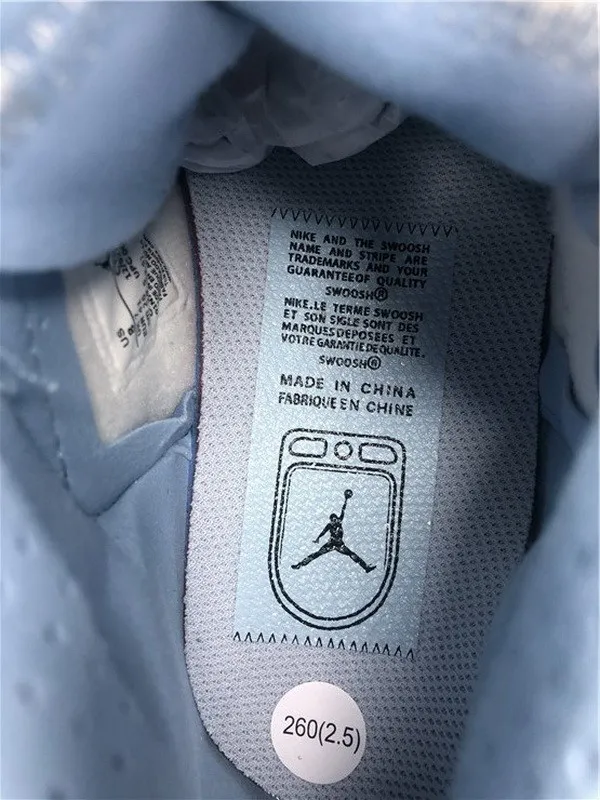 NIKE AND THE SWOOSH
NAME AND STRIPE ARE
TRADEMARKS AND YOUR
GUARANTEEOF QUALITY
SWOOSH®
NIKE.LE TERME SWOOSH
ET SON SIGLE SONT DES
MARQUES DEPOSEES ET
VOTRE GARANTIE DE QUALITE.
SWOOSH®
MADE IN CHINA
FABRIQUE EN CHINE
260(2.5)